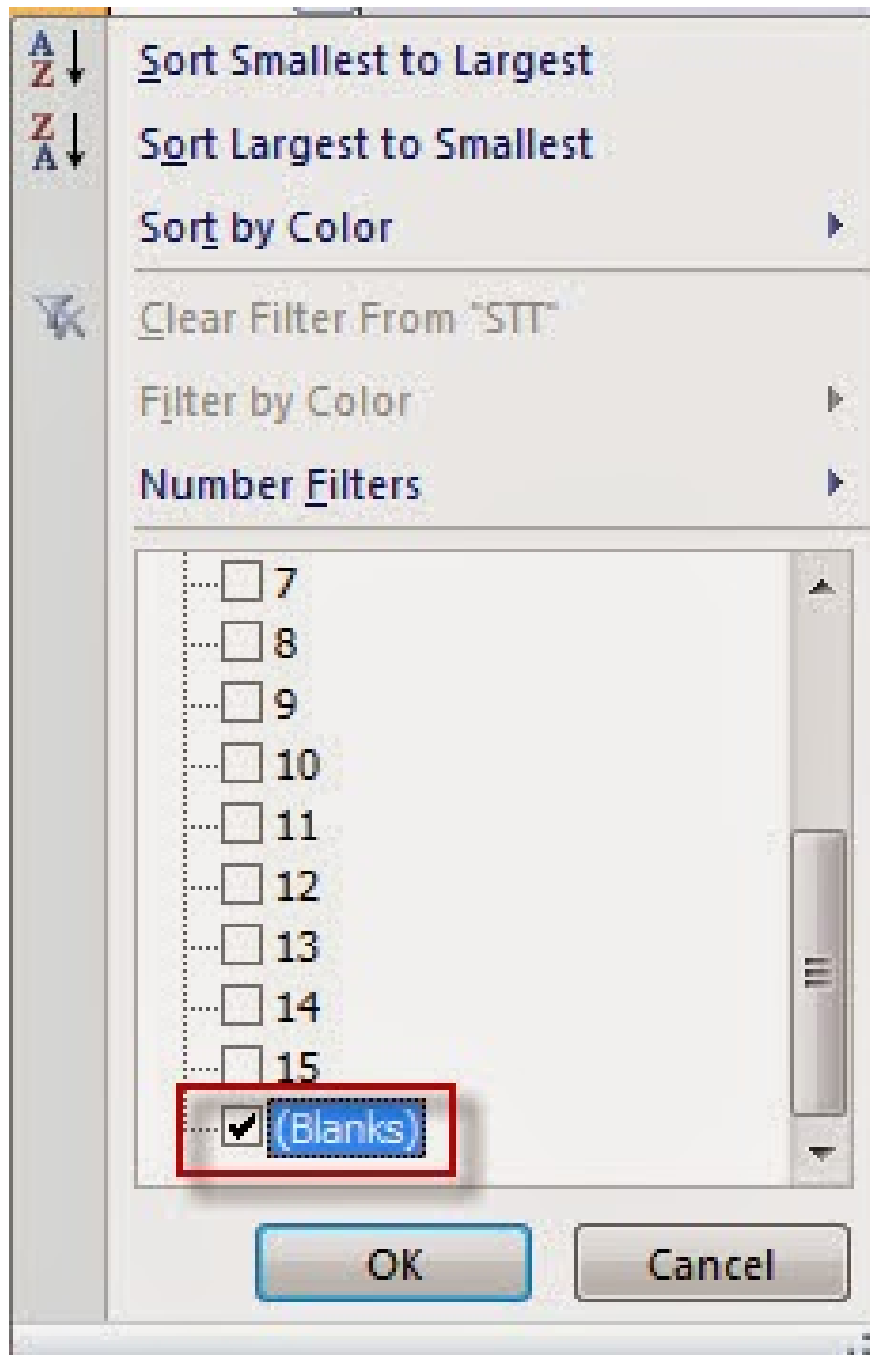 Sort Smallest to Largest
Sort Largest to Smallest
Sort by Color
Clear Filter From "STT"
Filter by Color
Number Filters
7
8
9
10
11
12
13
14
15
(Blanks)
OK
Cancel